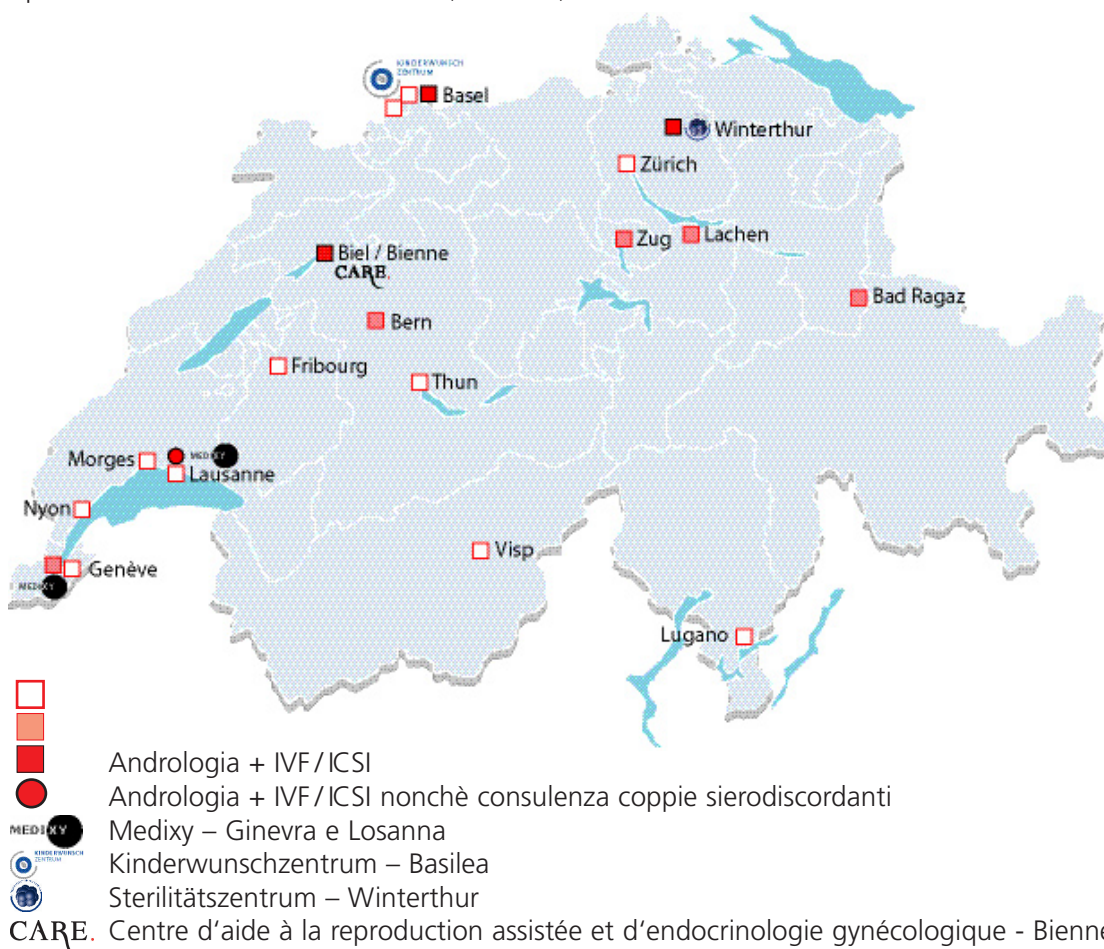 KINDERWUNSCH
ZENTRUM
Basel
Winterthur
Zürich
Zug
Lachen
Biel / Bienne
CARE.
Bad Ragaz
Bern
Fribourg
Thun
Morges
MEDIXY
Lausanne
Nyon
Genève
MEDIXY
Visp
Lugano
Andrologia + IVF/ICSI
Andrologia + IVF/ICSI nonchè consulenza coppie sierodiscordanti
MEDIXY Medixy – Ginevra e Losanna
KINDERWUNSCH
ZENTRUM
Kinderwunschzentrum – Basilea
Sterilitätszentrum – Winterthur
CARE. Centre d‘aide à la reproduction assistée et d‘endocrinologie gynécologique - Bienne